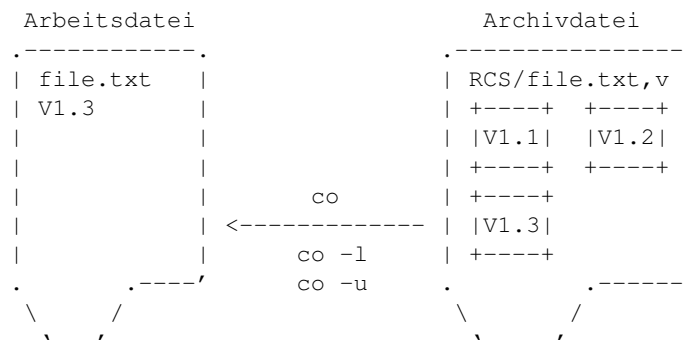 Arbeitsdatei Archivdatei
file.txt RCS/file.txt,v
V1.3
V1.1 V1.2
co
V1.3
co -l
co -u